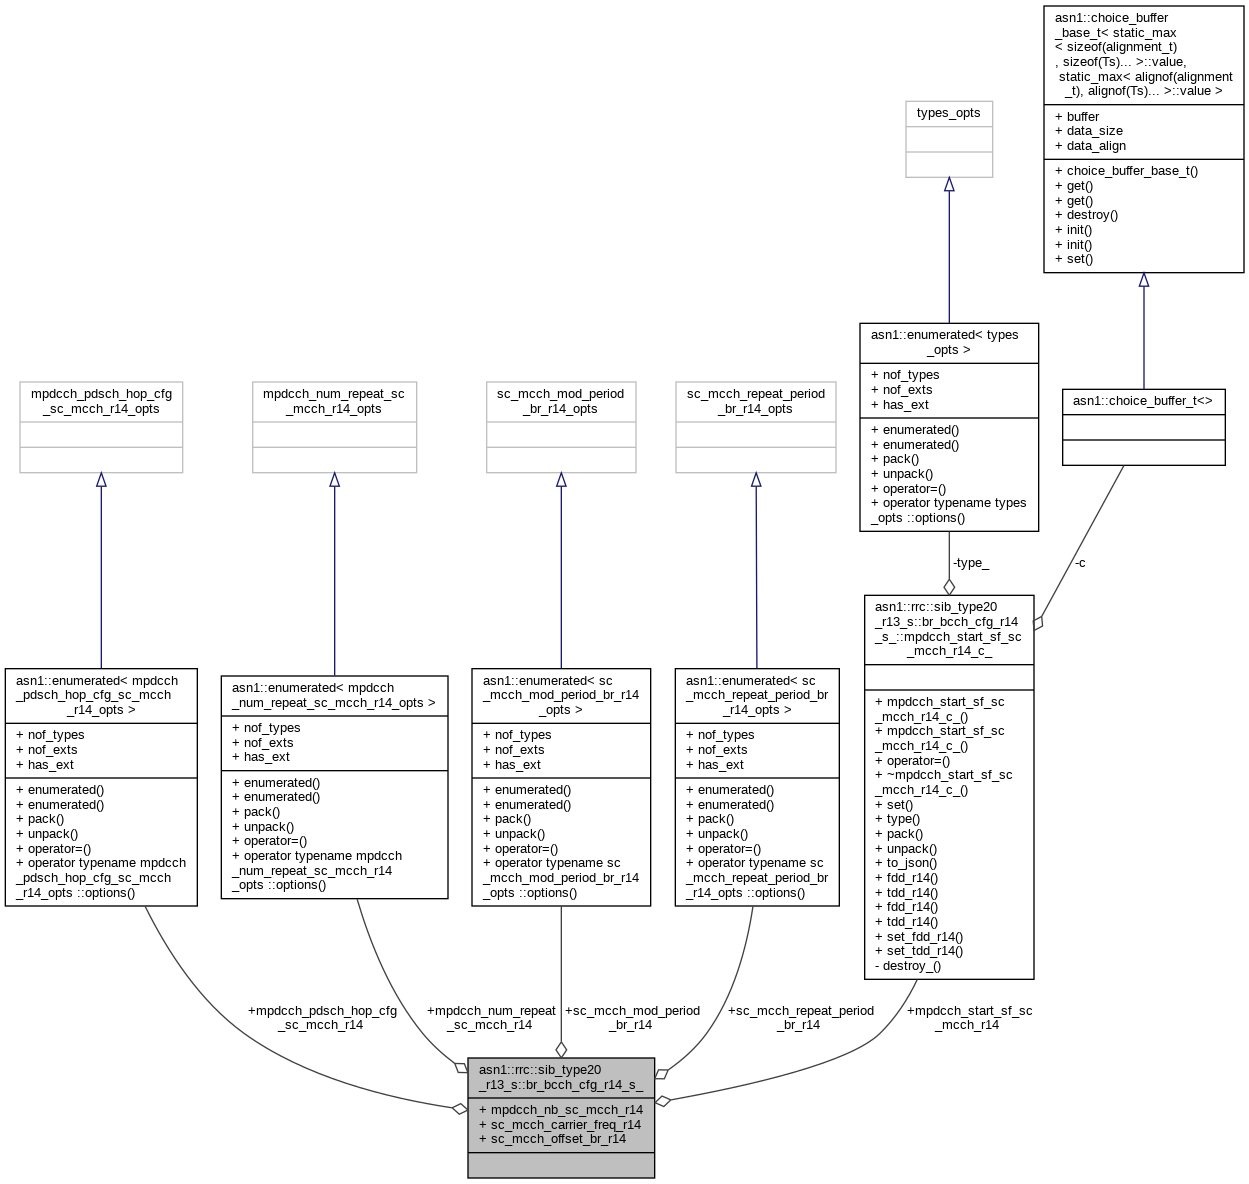 asn1::choice_buffer
_base_t< static_max
< sizeof(alignment_t)
, sizeof(Ts)... >::value,
static_max< alignof(alignment
_t), alignof(Ts)... >::value >
+ buffer
+ data_size
+ data_align
+ choice_buffer_base_t()
+ get()
+ get()
+ destroy()
+ init()
+ init()
+ set()
types_opts
asn1::enumerated< types
_opts >
+ nof_types
+ nof_exts
+ has_ext
+ enumerated()
+ enumerated()
+ pack()
+ unpack()
+ operator=()
+ operator typename types
_opts ::options()
asn1::choice_buffer_t<>
mpdcch_pdsch_hop_cfg
_sc_mcch_r14_opts
mpdcch_num_repeat_sc
_mcch_r14_opts
sc_mcch_mod_period
_br_r14_opts
sc_mcch_repeat_period
_br_r14_opts
-type_
-c
asn1::enumerated< mpdcch
_pdsch_hop_cfg_sc_mcch
_r14_opts >
+ nof_types
+ nof_exts
+ has_ext
+ enumerated()
+ enumerated()
+ pack()
+ unpack()
+ operator=()
+ operator typename mpdcch
_pdsch_hop_cfg_sc_mcch
_r14_opts ::options()
asn1::enumerated< mpdcch
_num_repeat_sc_mcch_r14_opts >
+ nof_types
+ nof_exts
+ has_ext
+ enumerated()
+ enumerated()
+ pack()
+ unpack()
+ operator=()
+ operator typename mpdcch
_num_repeat_sc_mcch_r14
_opts ::options()
asn1::enumerated< sc
_mcch_mod_period_br_r14
_opts >
+ nof_types
+ nof_exts
+ has_ext
+ enumerated()
+ enumerated()
+ pack()
+ unpack()
+ operator=()
+ operator typename sc
_mcch_mod_period_br_r14
_opts ::options()
asn1::enumerated< sc
_mcch_repeat_period_br
_r14_opts >
+ nof_types
+ nof_exts
+ has_ext
+ enumerated()
+ enumerated()
+ pack()
+ unpack()
+ operator=()
+ operator typename sc
_mcch_repeat_period_br
_r14_opts ::options()
asn1::rrc::sib_type20
_r13_s::br_bcch_cfg_r14
_s_::mpdcch_start_sf_sc
_mcch_r14_c_
+ mpdcch_start_sf_sc
_mcch_r14_c_()
+ mpdcch_start_sf_sc
_mcch_r14_c_()
+ operator=()
+ ~mpdcch_start_sf_sc
_mcch_r14_c_()
+ set()
+ type()
+ pack()
+ unpack()
+ to_json()
+ fdd_r14()
+ tdd_r14()
+ fdd_r14()
+ tdd_r14()
+ set_fdd_r14()
+ set_tdd_r14()
- destroy_()
+mpdcch_pdsch_hop_cfg
_sc_mcch_r14
+mpdcch_num_repeat
_sc_mcch_r14
+sc_mcch_mod_period
_br_r14
+sc_mcch_repeat_period
_br_r14
+mpdcch_start_sf_sc
_mcch_r14
asn1::rrc::sib_type20
_r13_s::br_bcch_cfg_r14_s_
+ mpdcch_nb_sc_mcch_r14
+ sc_mcch_carrier_freq_r14
+ sc_mcch_offset_br_r14